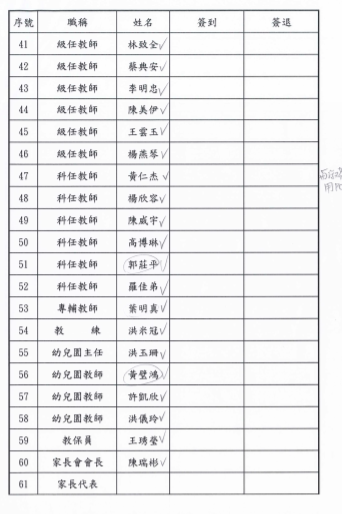 序號 職稱 姓名 簽到 簽退
41 級任教師 林致全
42 級任教師 蔡典安
43 級任教師 李明忠
44 級任教師 陳美伊
45 級任教師 王雲玉
46 級任教師 楊燕琴
47 科任教師 黃仁杰
48 科任教師 楊欣容
49 科任教師 陳威宇
50 科任教師 高博琳
51 科任教師 郭莊平
52 科任教師 羅佳弟
53 專輔教師 葉明真
54 教練 洪宗冠
55 幼兒園主任 洪玉珊
56 幼兒園教師 黃璧鴻
57 幼兒園教師 許凱欣
58 幼兒園教師 洪儀玲
59 教保員 王琇瑩
60 家長會會長 陳瑞彬
61 家長代表